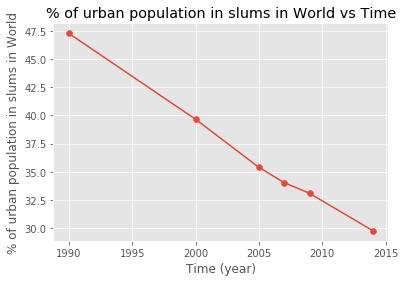 % of urban population in slums in World vs Time
% of urban population in slums in World
47.5
45.0
42.5
40.0
37.5
35.0
32.5
30.0
1990 1995 2000 2005 2010 2015
Time (year)